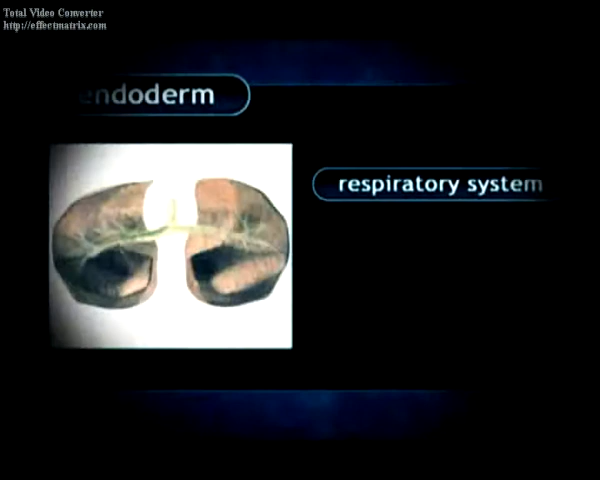 Total Video Converter
http://effectmatrix.com
endoderm
respiratory system